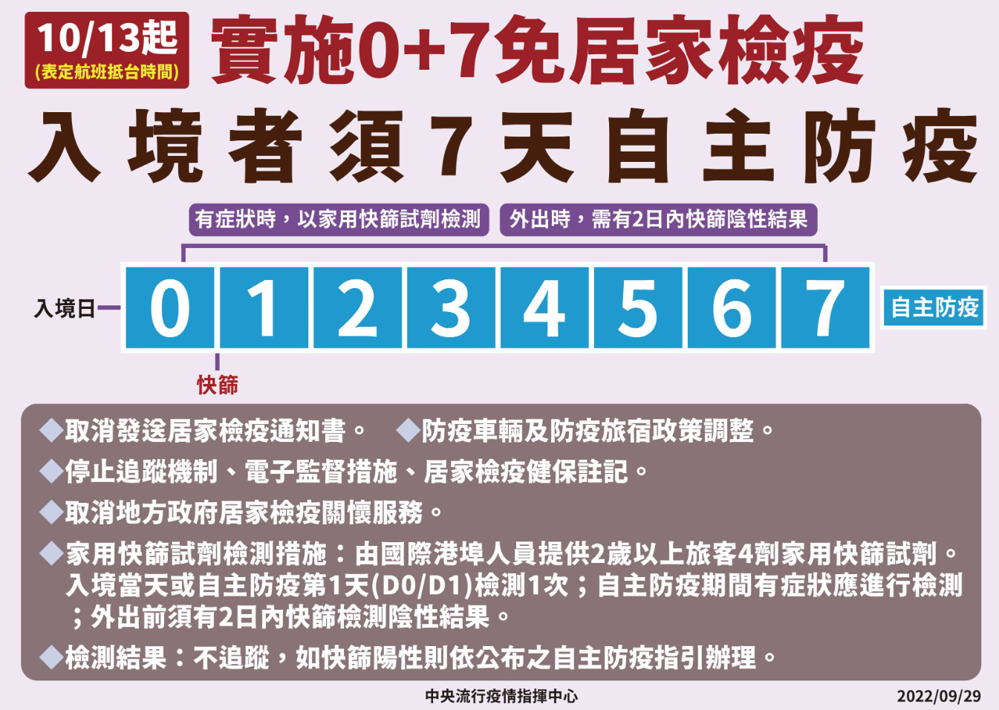 10/13起
(表定航班抵台時間)
實施0+7免居家檢疫
入境者須7天自主防疫
有症狀時，以家用快篩試劑檢測
外出時，需有2日內快篩陰性結果
入境日
0 1 2 3 4 5 6 7
自主防疫
快篩
◆取消發送居家檢疫通知書。 ◆防疫車輛及防疫旅宿政策調整。
◆停止追蹤機制、電子監督措施、居家檢疫健保註記。
◆取消地方政府居家檢疫關懷服務。
◆家用快篩試劑檢測措施：由國際港埠人員提供2歲以上旅客4劑家用快篩試劑。
入境當天或自主防疫第1天(D0/D1)檢測1次；自主防疫期間有症狀應進行檢測
；外出前須有2日內快篩檢測陰性結果。
◆檢測結果：不追蹤，如快篩陽性則依公布之自主防疫指引辦理。
中央流行疫情指揮中心
2022/09/29